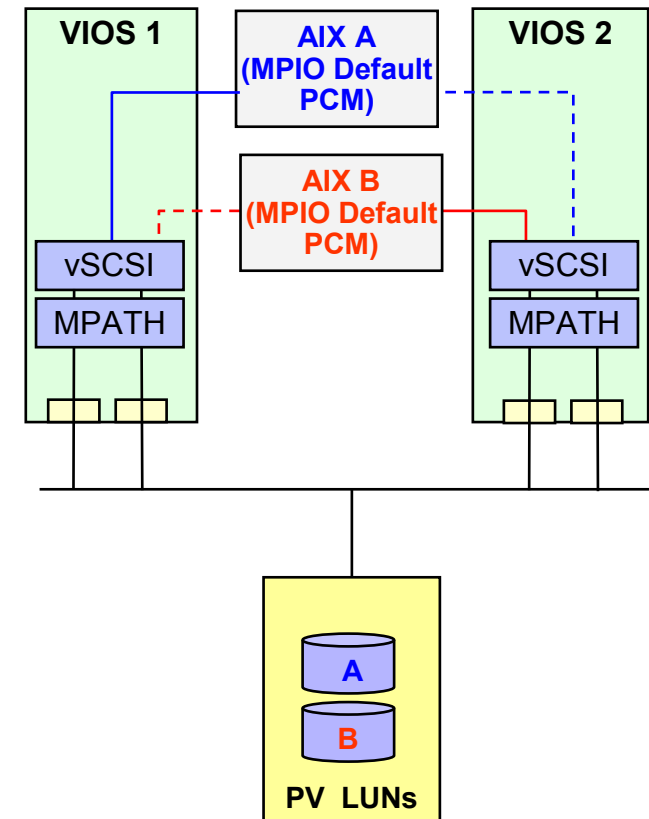 VIOS 1
AIX A
(MPIO Default
PCM)
VIOS 2
AIX B
(MPIO Default
PCM)
vSCSI
MPATH
vSCSI
MPATH
A
B
PV LUNs